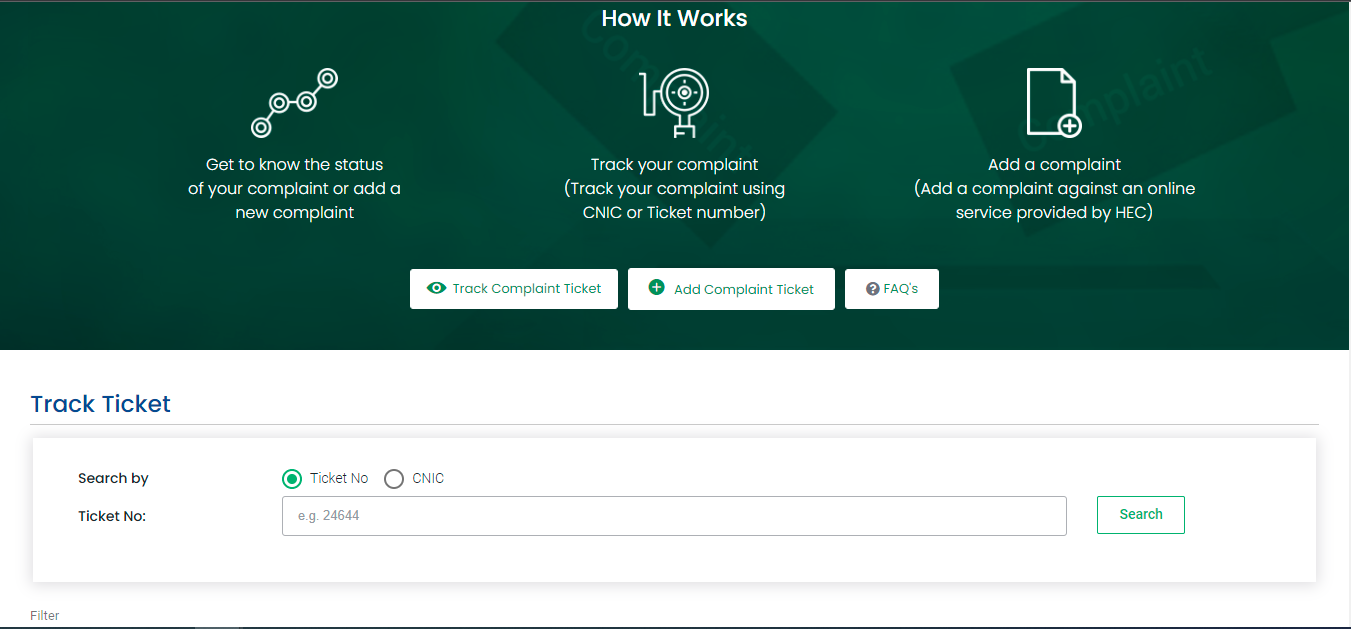 How It Works
Get to know the status
of your complaint or add a
new complaint
Track your complaint
(Track your complaint using
CNIC or Ticket number)
Add a complaint
(Add a complaint against an online
service provided by HEC)
Track Complaint Ticket
Add Complaint Ticket
? FAQ's
Complaint
Complaint
Track Ticket
Search by
Ticket No
CNIC
Ticket No:
e.g. 24644
Search
Filter